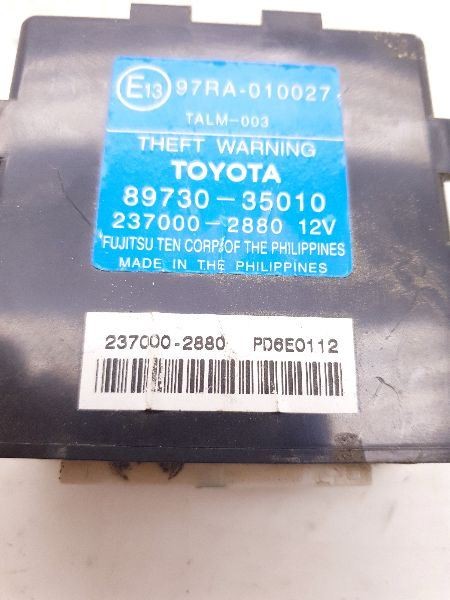 E13 97RA-010027
TALM-003
THEFT WARNING
TOYOTA
89730-35010
237000-2880 12V
FUJITSU TEN CORP. OF THE PHILIPPINES
MADE IN THE PHILIPPINES
237000-2880 PD6E0112